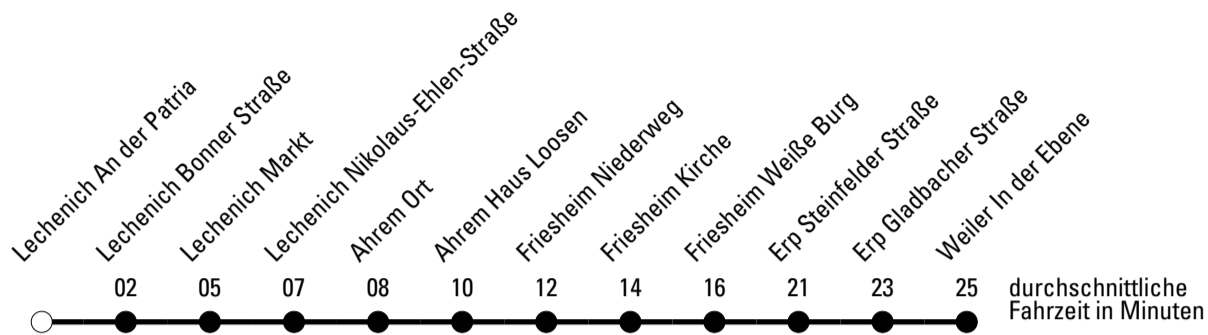 Lechenich An der Patria
Lechenich Bonner Straße
Lechenich Markt
Lechenich Nikolaus-Ehlen-Straße
Ahrem Ort
Ahrem Haus Loosen
Friesheim Niederweg
Friesheim Kirche
Friesheim Weiße Burg
Erp Steinfelder Straße
Erp Gladbacher Straße
Weiler In der Ebene
02 05 07 08 10 12 14 16 21 23 25 durchschnittliche
Fahrzeit in Minuten